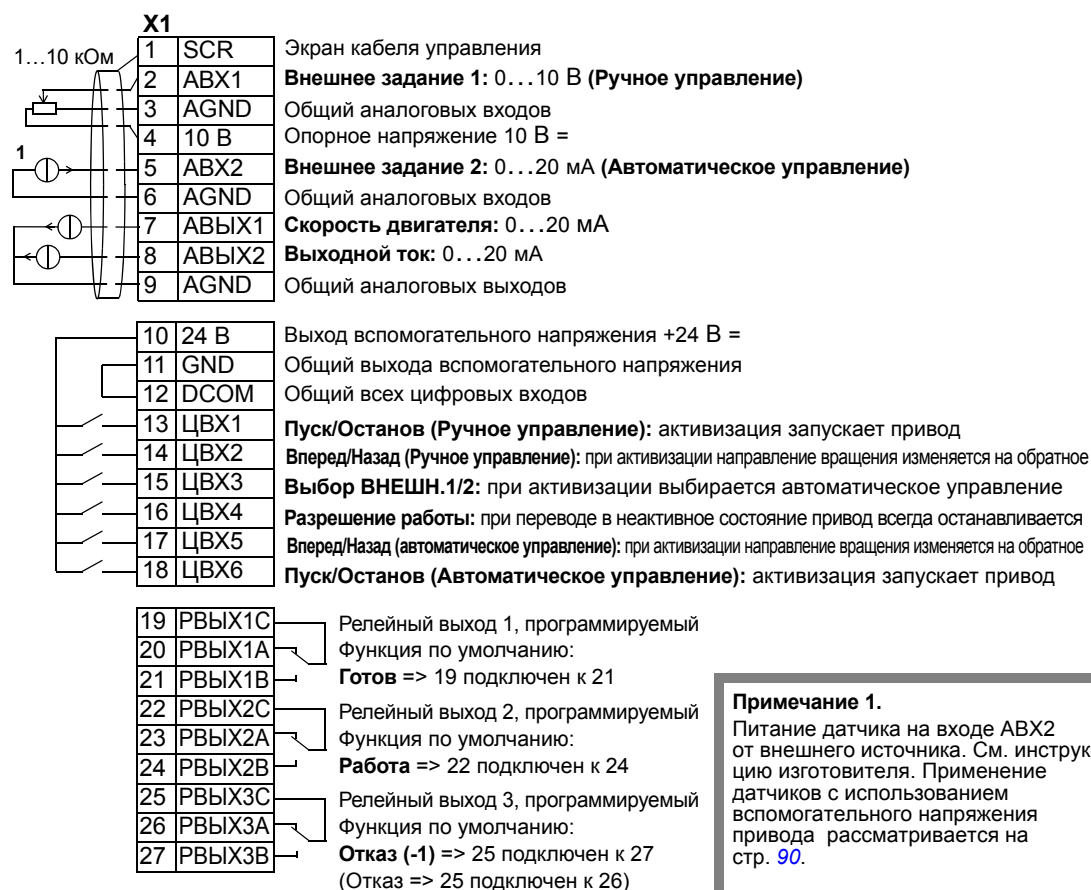 X1
1…10 кОм
1 SCR Экран кабеля управления
2 АВХ1 Внешнее задание 1: 0…10 В (Ручное управление)
3 AGND Общий аналоговых входов
4 10 В Опорное напряжение 10 В =
1
5 АВХ2 Внешнее задание 2: 0…20 мА (Автоматическое управление)
6 AGND Общий аналоговых входов
7 АВЫХ1 Скорость двигателя: 0…20 мА
8 АВЫХ2 Выходной ток: 0…20 мА
9 AGND Общий аналоговых выходов
10 24 В Выход вспомогательного напряжения +24 В =
11 GND Общий выхода вспомогательного напряжения
12 DCOM Общий всех цифровых входов
13 ЦВХ1 Пуск/Останов (Ручное управление): активизация запускает привод
14 ЦВХ2 Вперед/Назад (Ручное управление): при активизации направление вращения изменяется на обратное
15 ЦВХ3 Выбор ВНЕШН.1/2: при активизации выбирается автоматическое управление
16 ЦВХ4 Разрешение работы: при переводе в неактивное состояние привод всегда останавливается
17 ЦВХ5 Вперед/Назад (автоматическое управление): при активизации направление вращения изменяется на обратное
18 ЦВХ6 Пуск/Останов (Автоматическое управление): активизация запускает привод
19 РВЫХ1С Релейный выход 1, программируемый
20 РВЫХ1А Функция по умолчанию:
21 РВЫХ1В Готов => 19 подключен к 21
22 РВЫХ2С Релейный выход 2, программируемый
23 РВЫХ2А Функция по умолчанию:
24 РВЫХ2В Работа => 22 подключен к 24
25 РВЫХ3С Релейный выход 3, программируемый
26 РВЫХ3А Функция по умолчанию:
27 РВЫХ3В Отказ (-1) => 25 подключен к 27
(Отказ => 25 подключен к 26)
Примечание 1.
Питание датчика на входе АВХ2
от внешнего источника. См. инструк
цию изготовителя. Применение
датчиков с использованием
вспомогательного напряжения
привода рассматривается на
стр. 90.